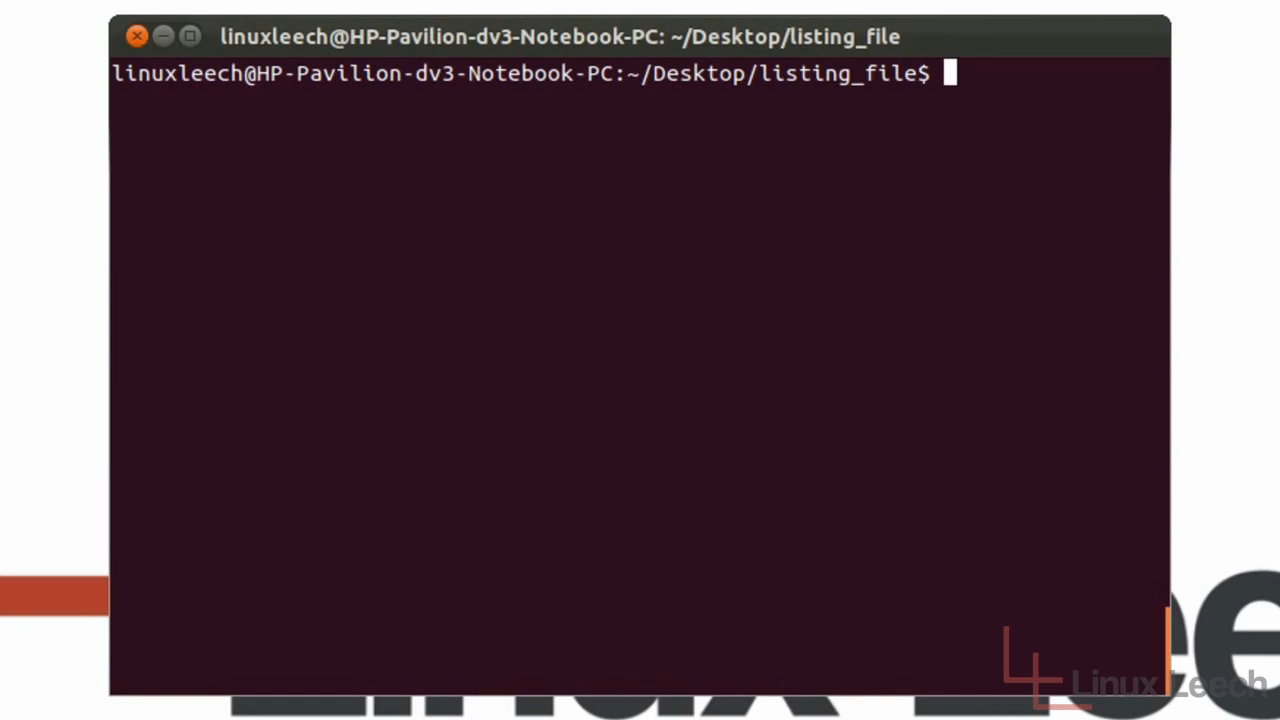 linuxleech@HP-Pavilion-dv3-Notebook-PC: ~/Desktop/listing_file
linuxleech@HP-Pavilion-dv3-Notebook-PC:~/Desktop/listing_file$
Linux Leech